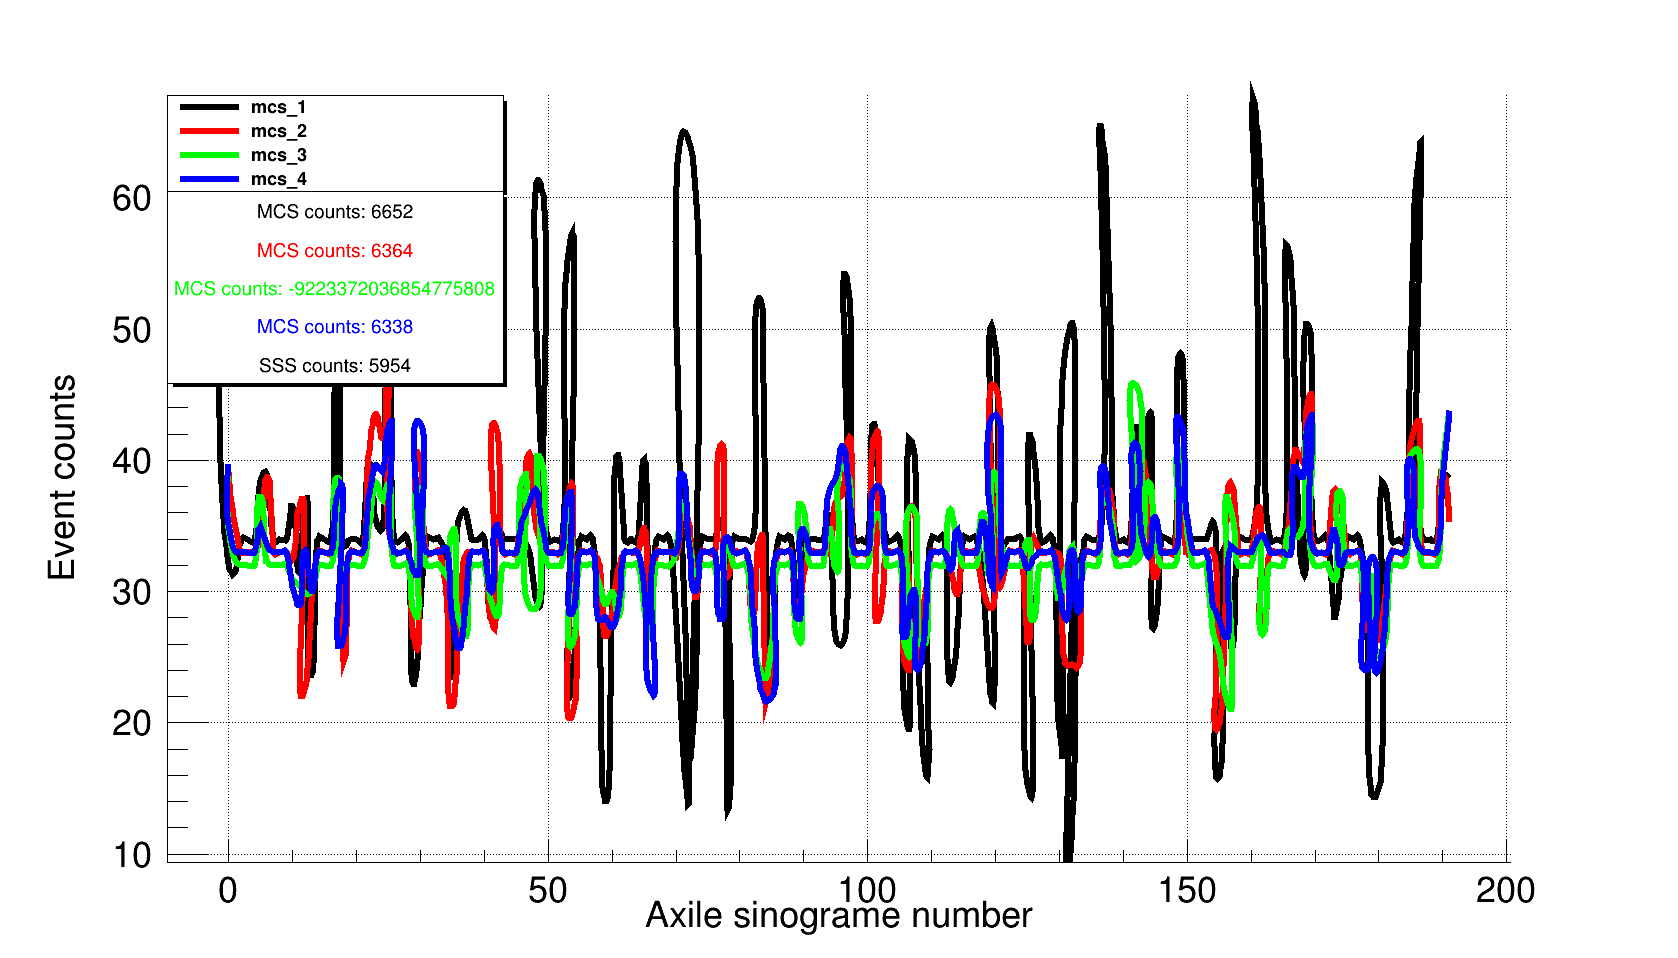 mcs_1
mcs_2
mcs_3
mcs_4
MCS counts: 6652
MCS counts: 6364
MCS counts: -9223372036854775808
MCS counts: 6338
SSS counts: 5954
Event counts
60
50
40
30
20
10
0 50 100 150 200
Axile sinograme number